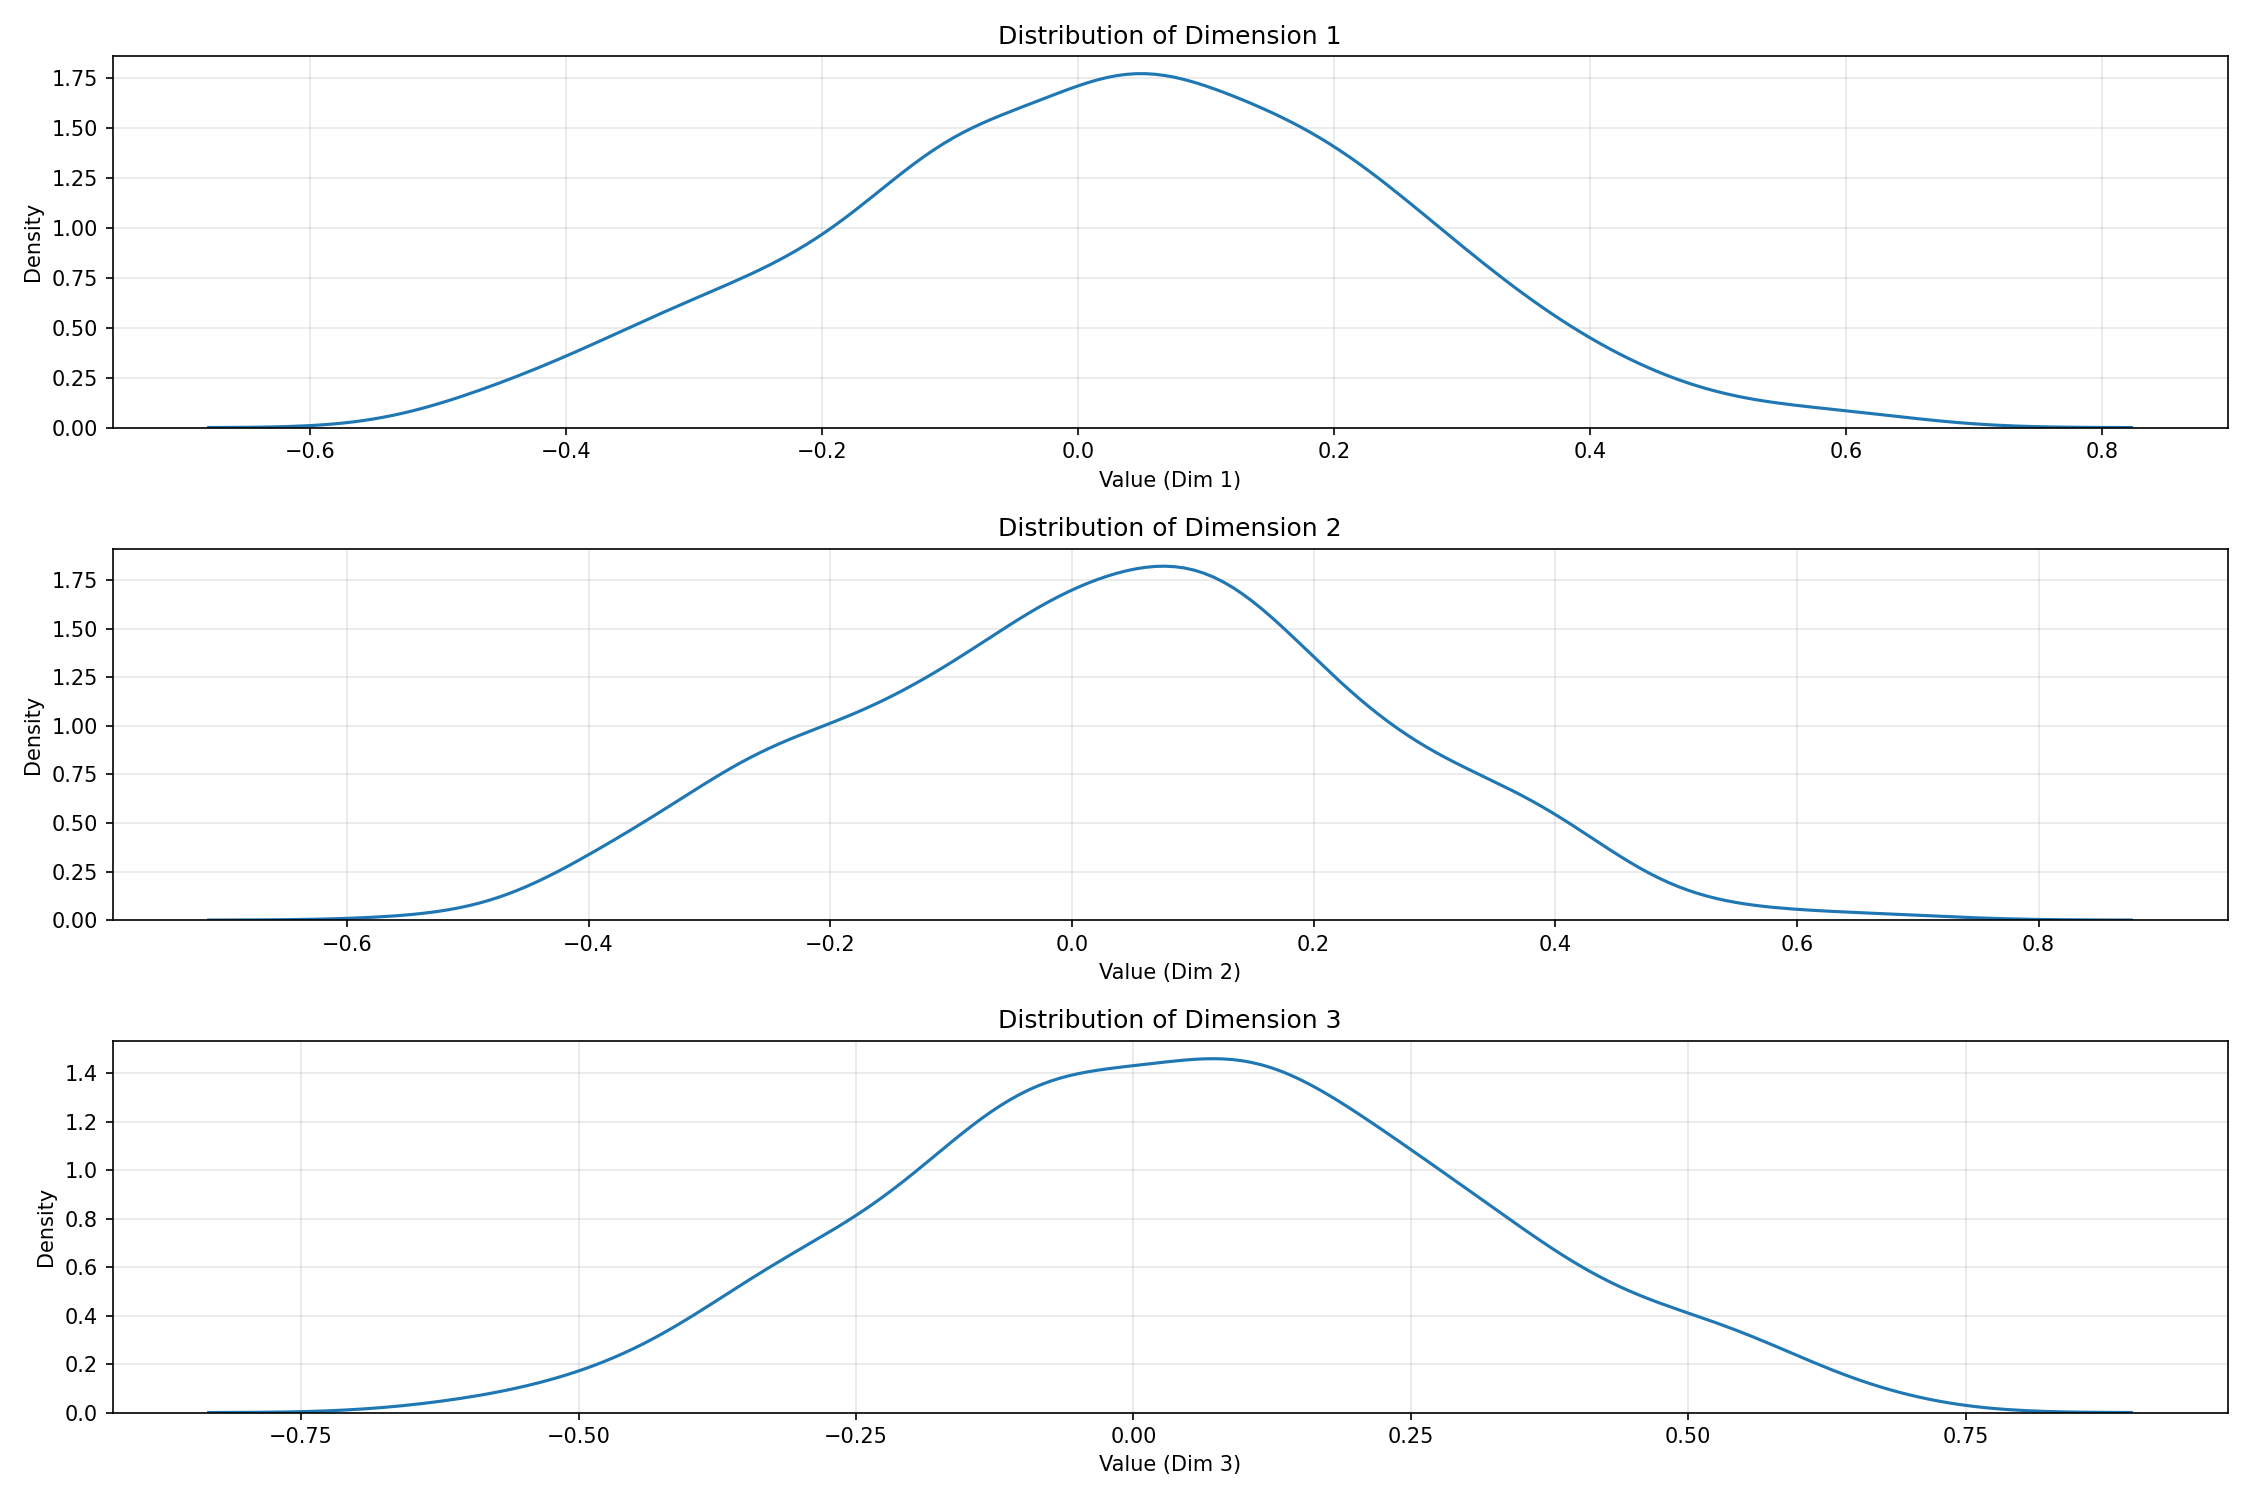 Distribution of Dimension 1
1.75
1.50
1.25
1.00
0.75
0.50
0.25
0.00
Density
−0.6 −0.4 −0.2 0.0 0.2 0.4 0.6 0.8
Value (Dim 1)
Distribution of Dimension 2
1.75
1.50
1.25
1.00
0.75
0.50
0.25
0.00
Density
−0.6 −0.4 −0.2 0.0 0.2 0.4 0.6 0.8
Value (Dim 2)
Distribution of Dimension 3
1.4
1.2
1.0
0.8
0.6
0.4
0.2
0.0
Density
−0.75 −0.50 −0.25 0.00 0.25 0.50 0.75
Value (Dim 3)